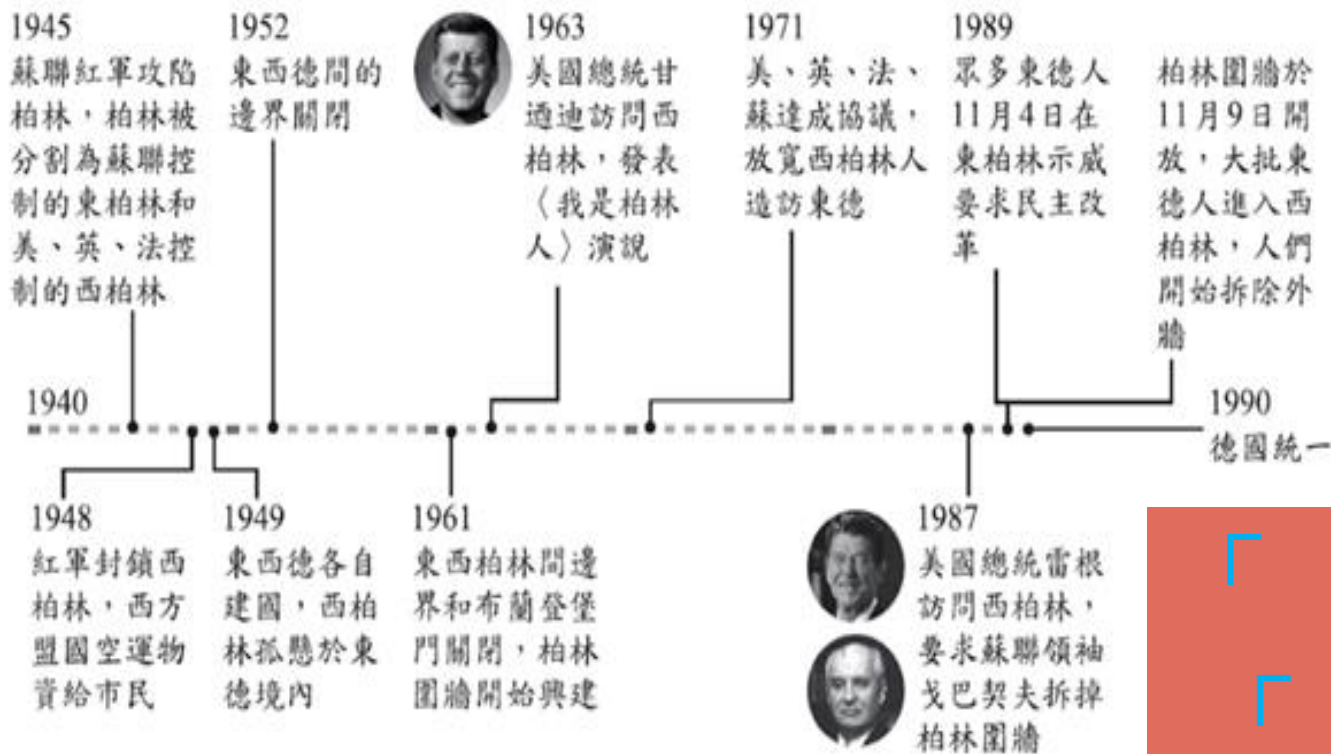 1945
蘇聯紅軍攻陷
柏林，柏林被
分割為蘇聯控
制的東柏林和
美、英、法控
制的西柏林
1952
東西德間的
邊界關閉
1963
美國總統甘
迺迪訪問西
柏林，發表
〈我是柏林
人〉演說
1971
美、英、法、
蘇達成協議，
放寬西柏林人
造訪東德
1989
眾多東德人
11月4日在
東柏林示威
要求民主改
革
柏林圍牆於
11月9日開
放，大批東
德人進入西
柏林，人們
開始拆除外
牆
1940
1990
德國統一
1948
紅軍封鎖西
柏林，西方
盟國空運物
資給市民
1949
東西德各自
建國，西柏
林孤懸於東
德境內
1961
東西柏林間邊
界和布蘭登堡
門關閉，柏林
圍牆開始興建
1987
美國總統雷根
訪問西柏林，
要求蘇聯領袖
戈巴契夫拆掉
柏林圍牆